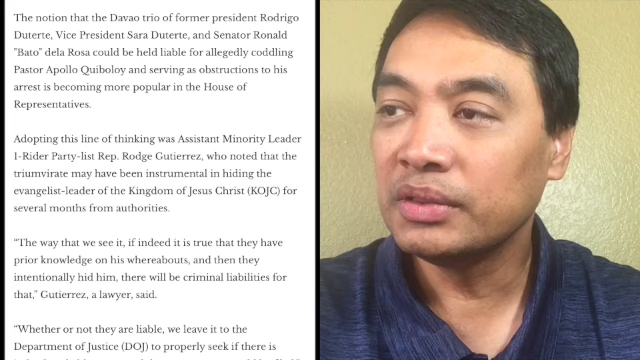 The notion that the Davao trio of former president Rodrigo
Duterte, Vice President Sara Duterte, and Senator Ronald
"Bato" dela Rosa could be held liable for allegedly coddling
Pastor Apollo Quiboloy and serving as obstructions to his
arrest is becoming more popular in the House of
Representatives.
Adopting this line of thinking was Assistant Minority Leader
1-Rider Party-list Rep. Rodge Gutierrez, who noted that the
triumvirate may have been instrumental in hiding the
evangelist-leader of the Kingdom of Jesus Christ (KOJC) for
several months from authorities.
“The way that we see it, if indeed it is true that they have
prior knowledge on his whereabouts, and then they
intentionally hid him, there will be criminal liabilities for
that,” Gutierrez, a lawyer, said.
“Whether or not they are liable, we leave it to the
Department of Justice (DOJ) to properly seek if there is